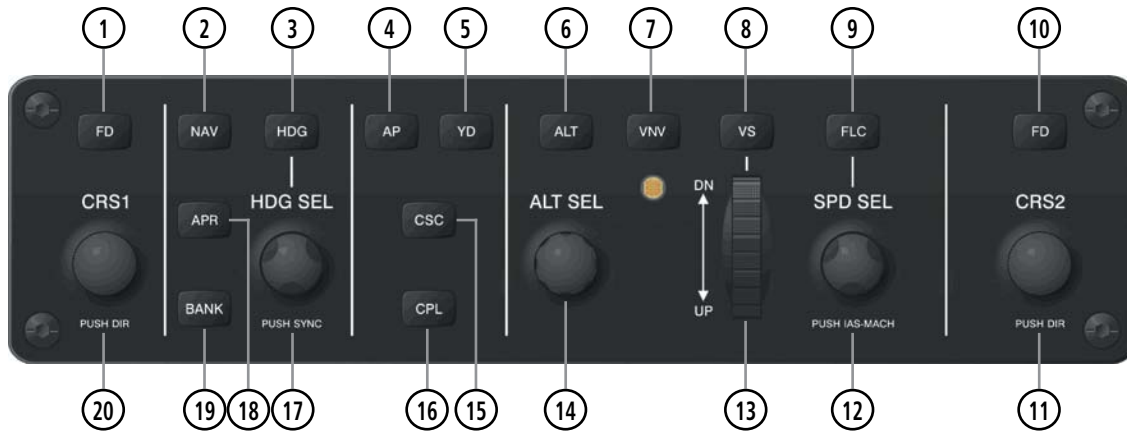 1 2 3 4 5 6 7 8 9 10
FD NAV HDG AP YD ALT VNV VS FLC FD
CRS1 HDG SEL ALT SEL DN SPD SEL CRS2
APR CSC
BANK CPL UP
PUSH DIR PUSH SYNC PUSH IAS-MACH PUSH DIR
20 19 18 17 16 15 14 13 12 11